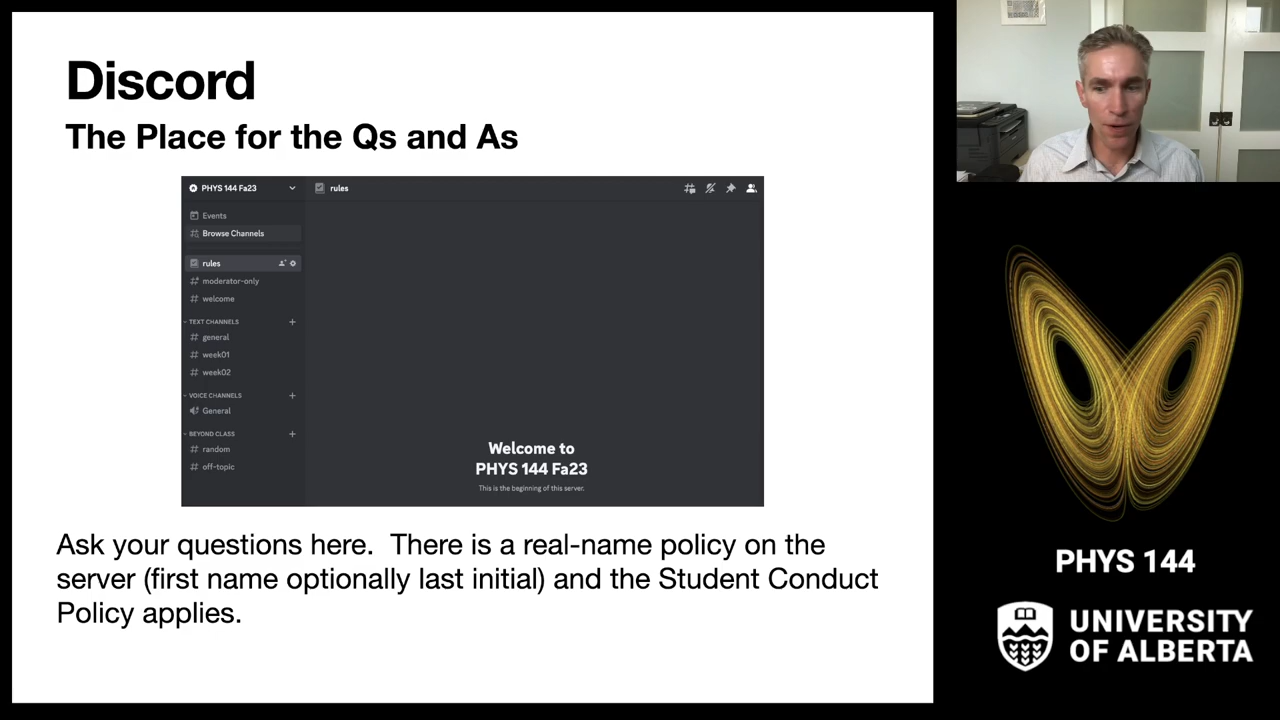 Discord
The Place for the Qs and As
PHYS 144 Fa23
rules
Events
Browse Channels
rules
moderator-only
welcome
TEXT CHANNELS
general
week01
week02
VOICE CHANNELS
General
BEYOND CLASS
random
off-topic
Welcome to
PHYS 144 Fa23
This is the beginning of this server.
Ask your questions here. There is a real-name policy on the
server (first name optionally last initial) and the Student Conduct
Policy applies.
PHYS 144
UNIVERSITY
OF ALBERTA